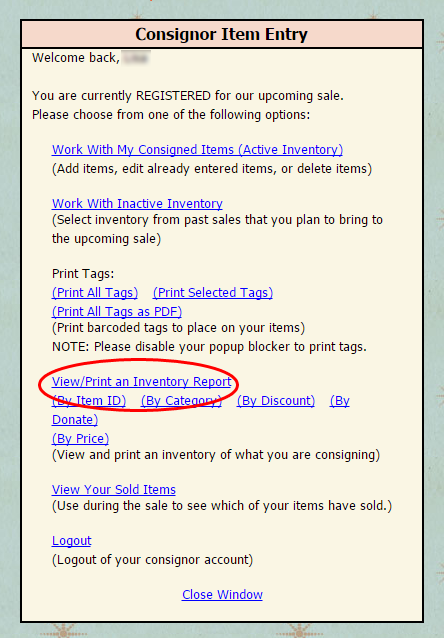 Consignor Item Entry
Welcome back,
You are currently REGISTERED for our upcoming sale.
Please choose from one of the following options:
Work With My Consigned Items (Active Inventory)
(Add items, edit already entered items, or delete items)
Work With Inactive Inventory
(Select inventory from past sales that you plan to bring to
the upcoming sale)
Print Tags:
(Print All Tags) (Print Selected Tags)
(Print All Tags as PDF)
(Print barcoded tags to place on your items)
NOTE: Please disable your popup blocker to print tags.
View/Print an Inventory Report
(By Item ID) (By Category) (By Discount) (By
Donate)
(By Price)
(View and print an inventory of what you are consigning)
View Your Sold Items
(Use during the sale to see which of your items have sold.)
Logout
(Logout of your consignor account)
Close Window